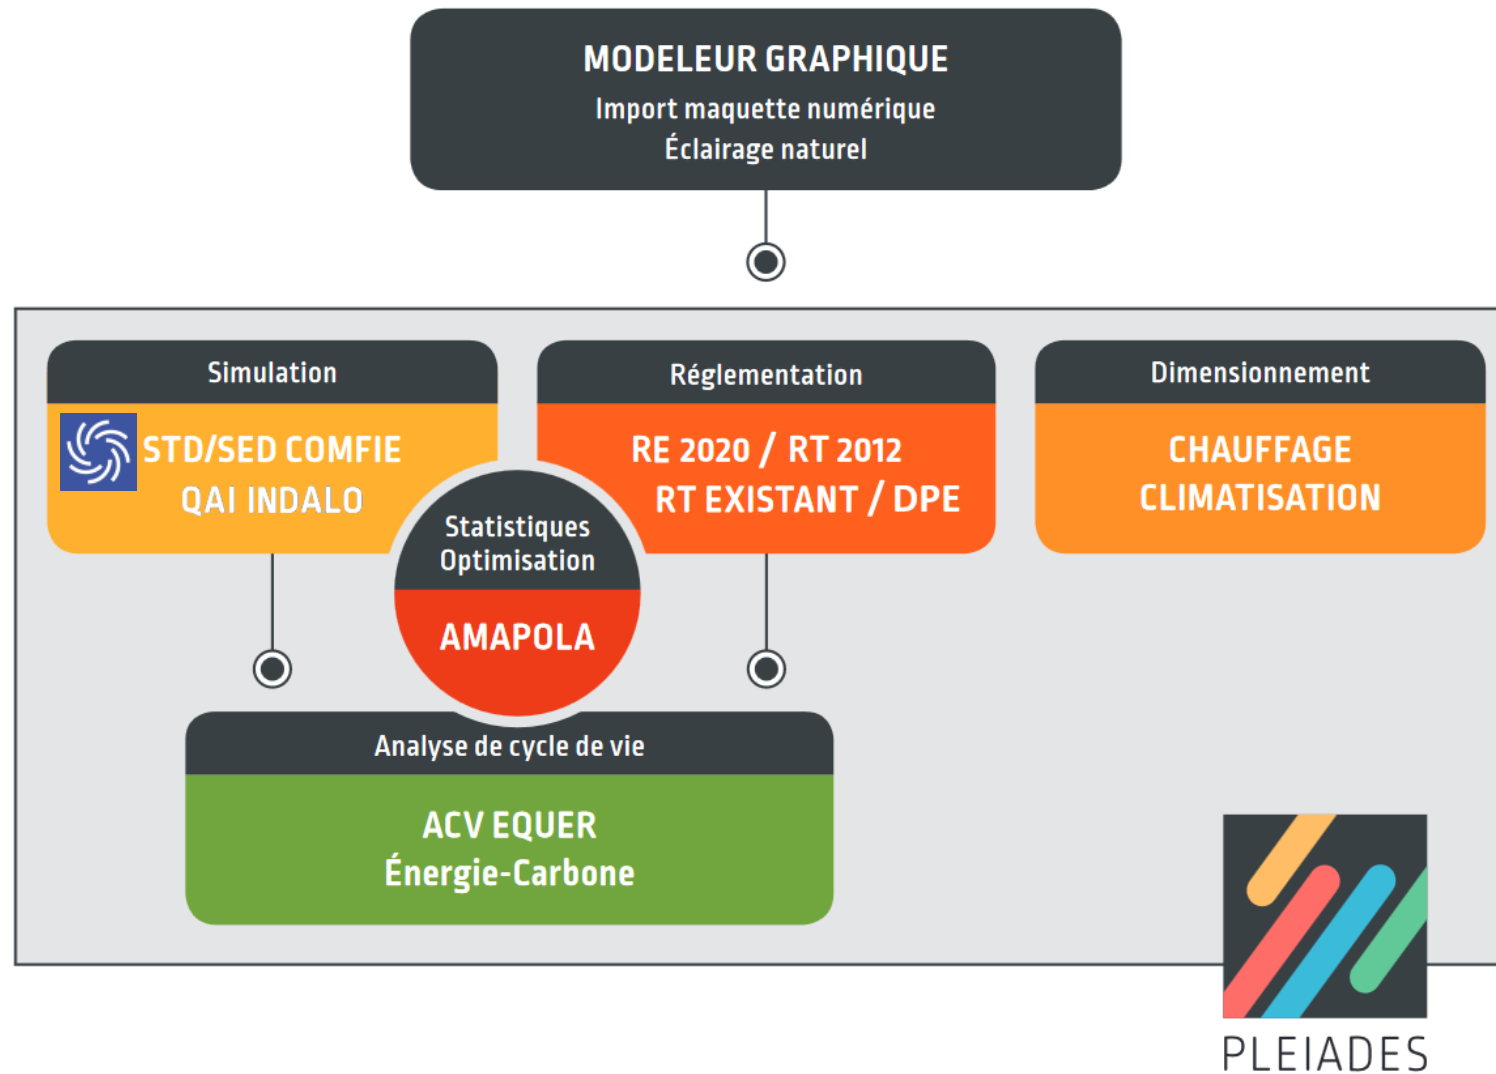 MODELEUR GRAPHIQUE
Import maquette numérique
Éclairage naturel
Simulation
STD/SED COMFIE
QAI INDALO
Réglementation
RE 2020 / RT 2012
RT EXISTANT / DPE
Dimensionnement
CHAUFFAGE
CLIMATISATION
Statistiques
Optimisation
AMAPOLA
Analyse de cycle de vie
ACV EQUER
Énergie-Carbone
PLEIADES